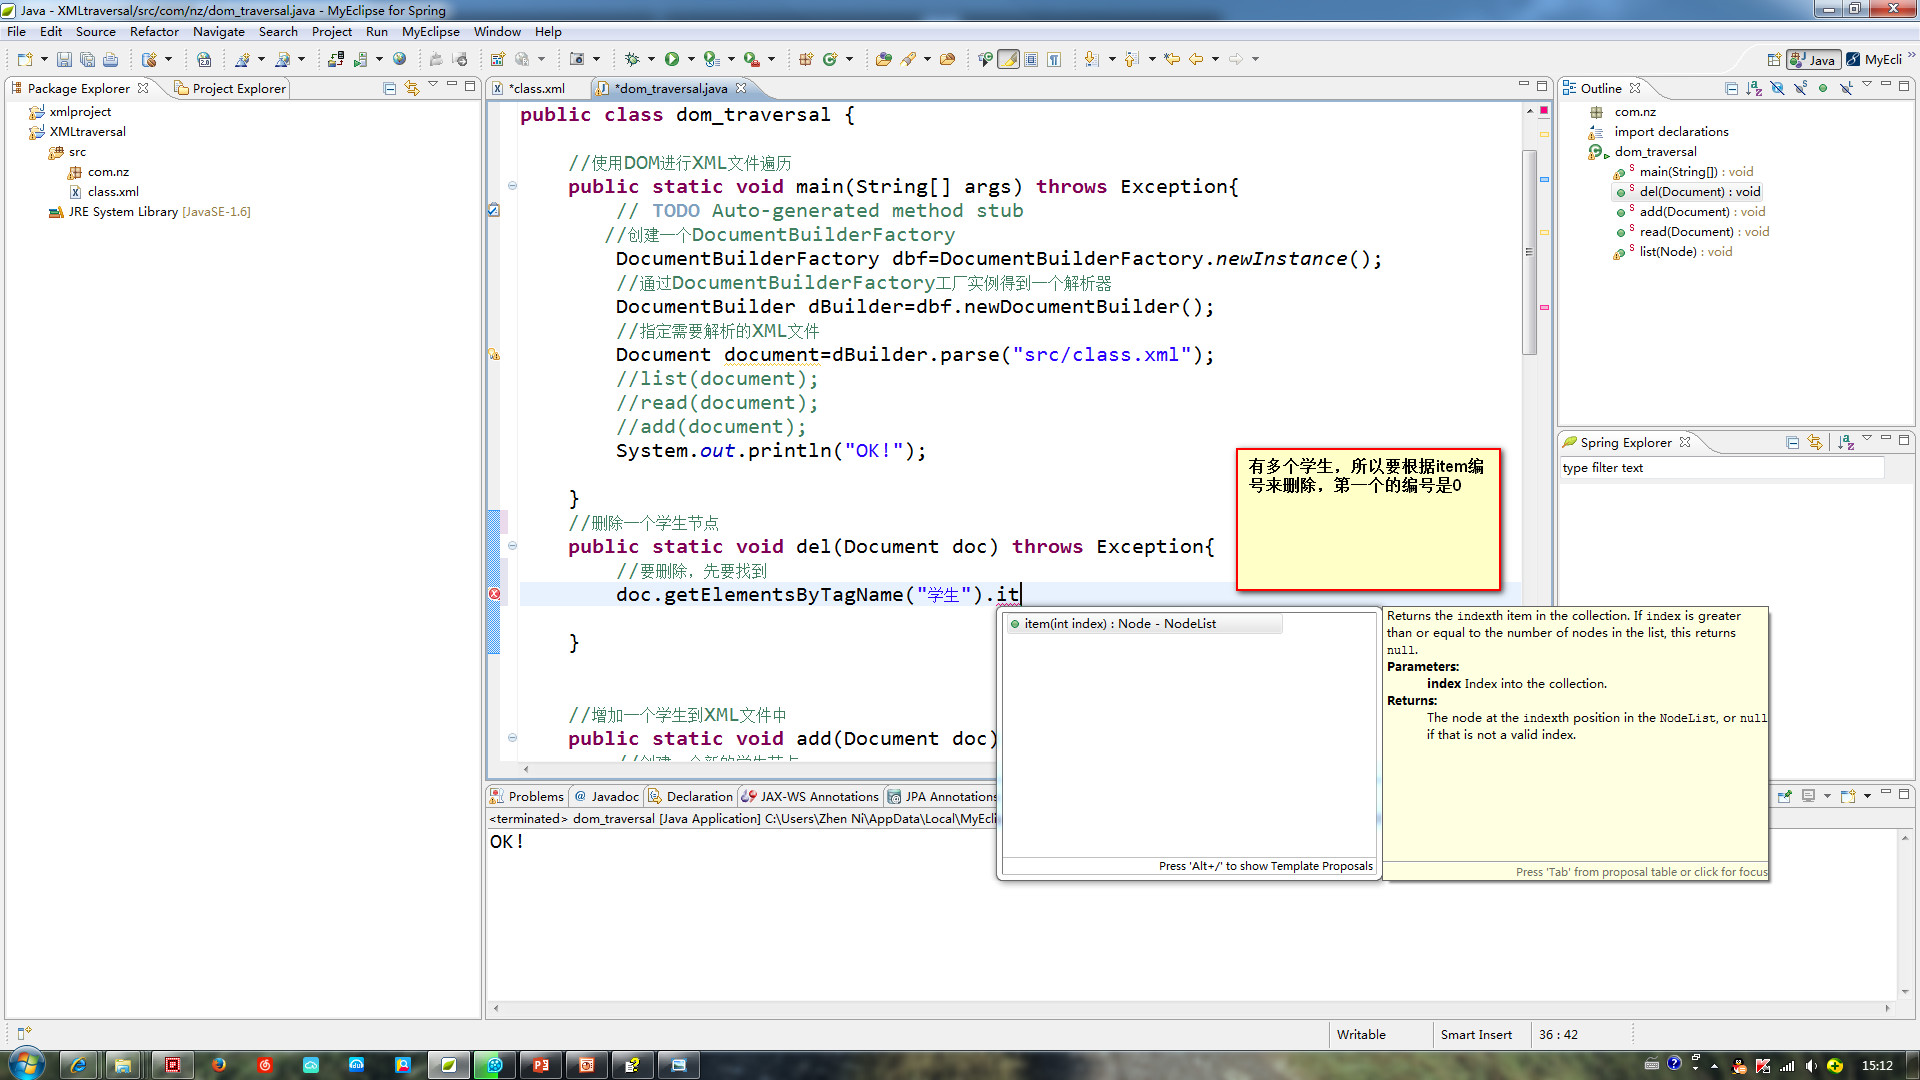 Java - XMLtraversal/src/com/nz/dom_traversal.java - MyEclipse for Spring
File Edit Source Refactor Navigate Search Project Run MyEclipse Window Help
Java MyEcli
Package Explorer Project Explorer
xmlproject
XMLtraversal
src
com.nz
class.xml
JRE System Library [JavaSE-1.6]
*class.xml *dom_traversal.java
public class dom_traversal {
//使用DOM进行XML文件遍历
public static void main(String[] args) throws Exception{
// TODO Auto-generated method stub
//创建一个DocumentBuilderFactory
DocumentBuilderFactory dbf=DocumentBuilderFactory.newInstance();
//通过DocumentBuilderFactory工厂实例得到一个解析器
DocumentBuilder dBuilder=dbf.newDocumentBuilder();
//指定需要解析的XML文件
Document document=dBuilder.parse("src/class.xml");
//list(document);
//read(document);
//add(document);
System.out.println("OK!");
}
//删除一个学生节点
public static void del(Document doc) throws Exception{
//要删除，先要找到
doc.getElementsByTagName("学生").it
}
//增加一个学生到XML文件中
public static void add(Document doc)
有多个学生，所以要根据item编
号来删除，第一个的编号是0
item(int index) : Node - NodeList
Press 'Alt+/' to show Template Proposals
Returns the indexth item in the collection. If index is greater
than or equal to the number of nodes in the list, this returns
null.
Parameters:
index Index into the collection.
Returns:
The node at the indexth position in the NodeList, or null
if that is not a valid index.
Press 'Tab' from proposal table or click for focus
Outline
com.nz
import declarations
dom_traversal
main(String[]) : void
del(Document) : void
add(Document) : void
read(Document) : void
list(Node) : void
Spring Explorer
type filter text
Problems Javadoc Declaration JAX-WS Annotations JPA Annotations
<terminated> dom_traversal [Java Application] C:\Users\Zhen Ni\AppData\Local\MyEcli
OK!
Writable Smart Insert 36 : 42
15:12